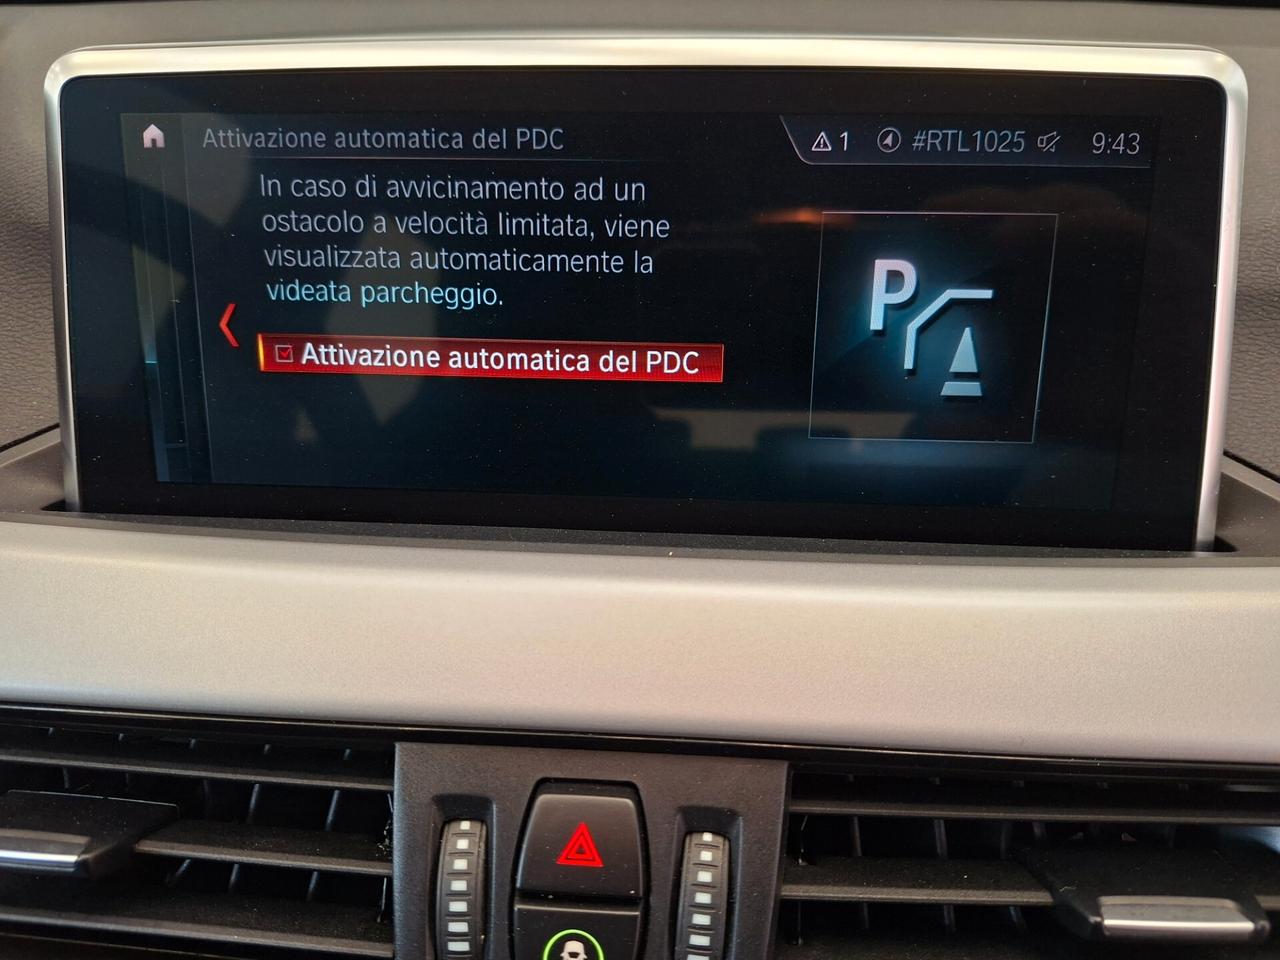 Attivazione automatica del PDC
1 #RTL1025 9:43
In caso di avvicinamento ad un
ostacolo a velocità limitata, viene
visualizzata automaticamente la
videata parcheggio.
Attivazione automatica del PDC
P